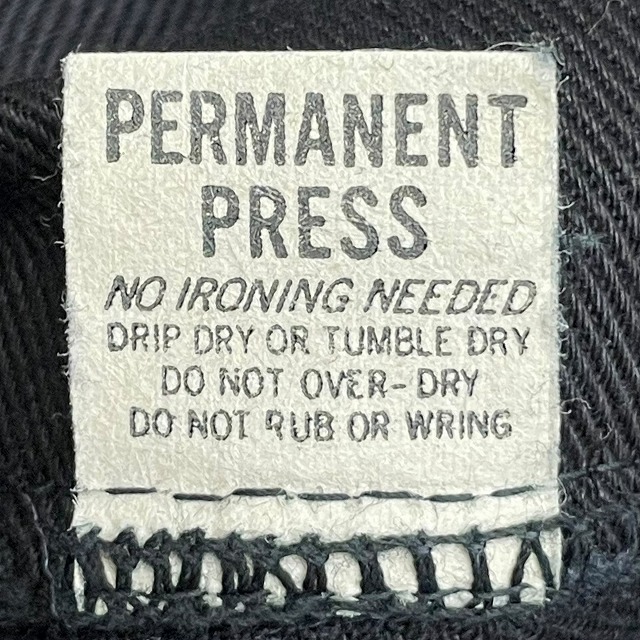 PERMANENT
PRESS
NO IRONING NEEDED
DRIP DRY OR TUMBLE DRY
DO NOT OVER-DRY
DO NOT RUB OR WRING